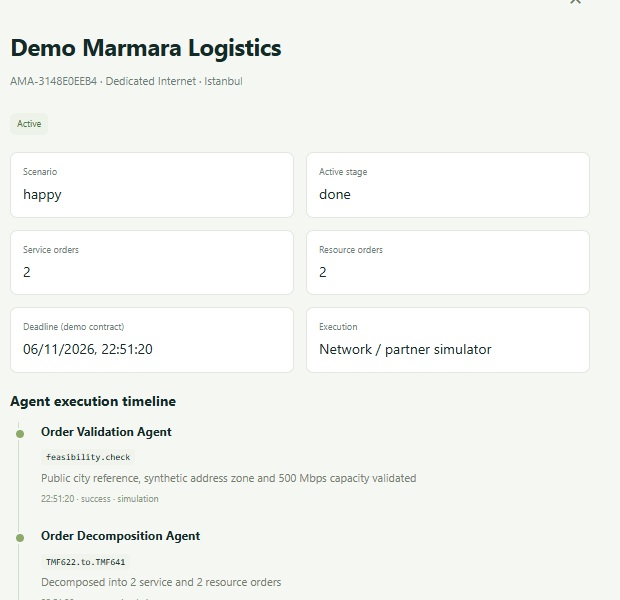 Demo Marmara Logistics
AMA-3148E0EEB4 · Dedicated Internet · Istanbul
Active
Scenario
happy
Active stage
done
Service orders
2
Resource orders
2
Deadline (demo contract)
06/11/2026, 22:51:20
Execution
Network / partner simulator
Agent execution timeline
Order Validation Agent
feasibility.check
Public city reference, synthetic address zone and 500 Mbps capacity validated
22:51:20 · success · simulation
Order Decomposition Agent
TMF622.to.TMF641
Decomposed into 2 service and 2 resource orders